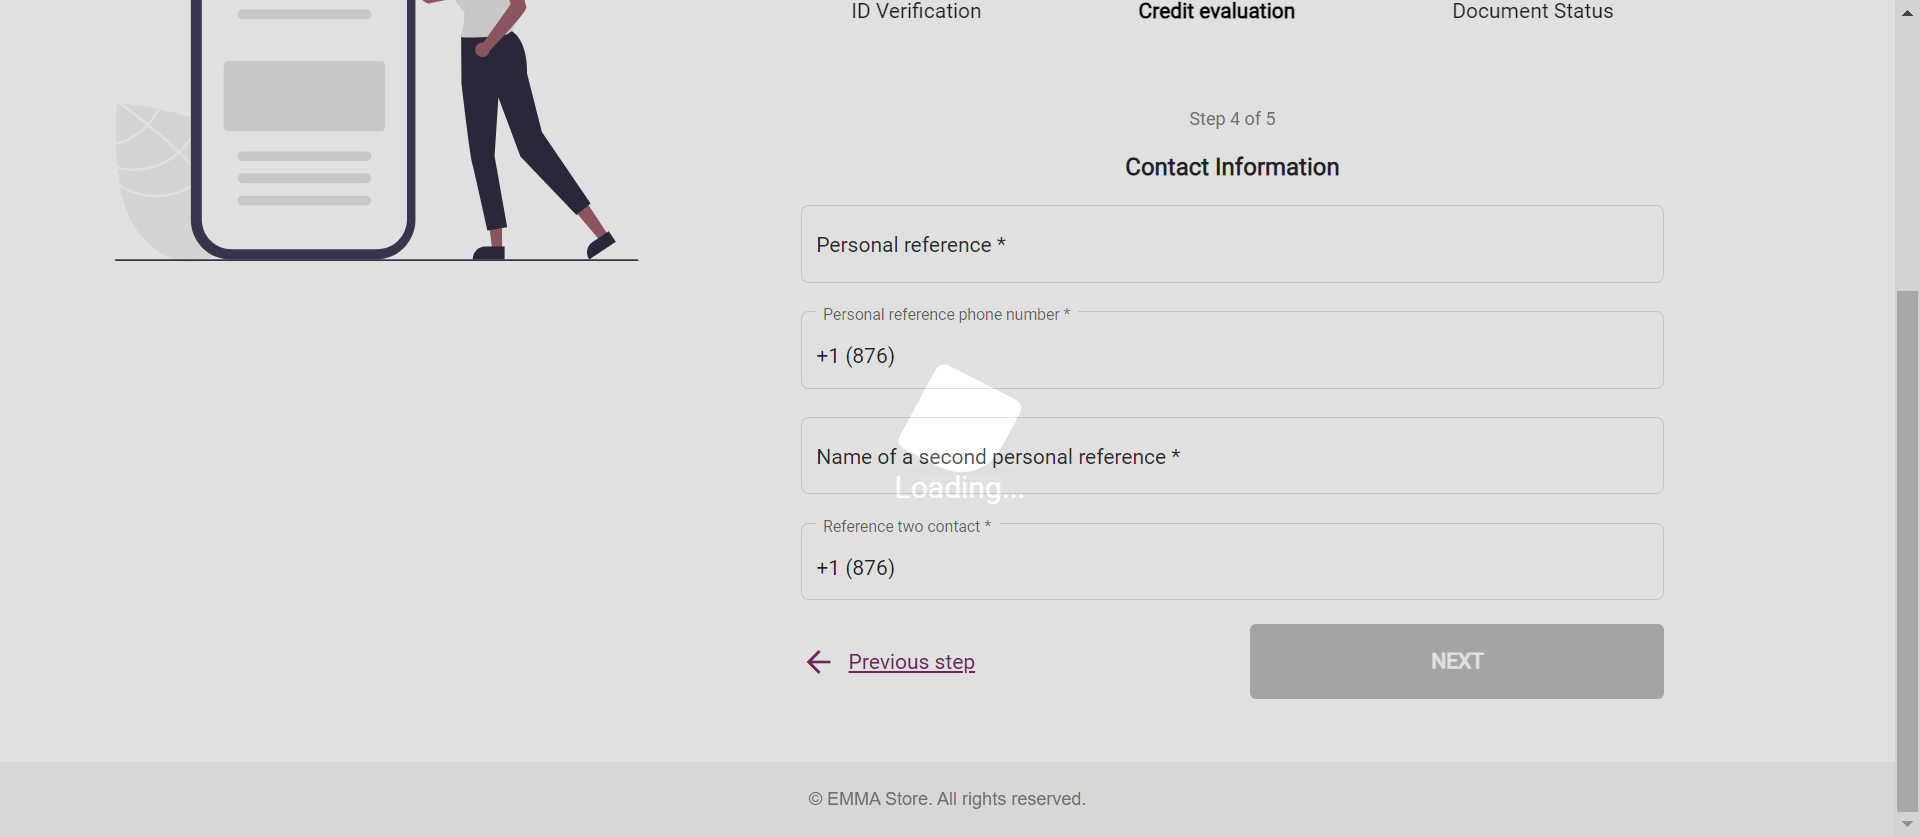 ID Verification
Credit evaluation
Document Status
Step 4 of 5
Contact Information
Personal reference *
Personal reference phone number *
+1 (876)
Name of a second personal reference *
Loading...
Reference two contact *
+1 (876)
Previous step
NEXT
© EMMA Store. All rights reserved.